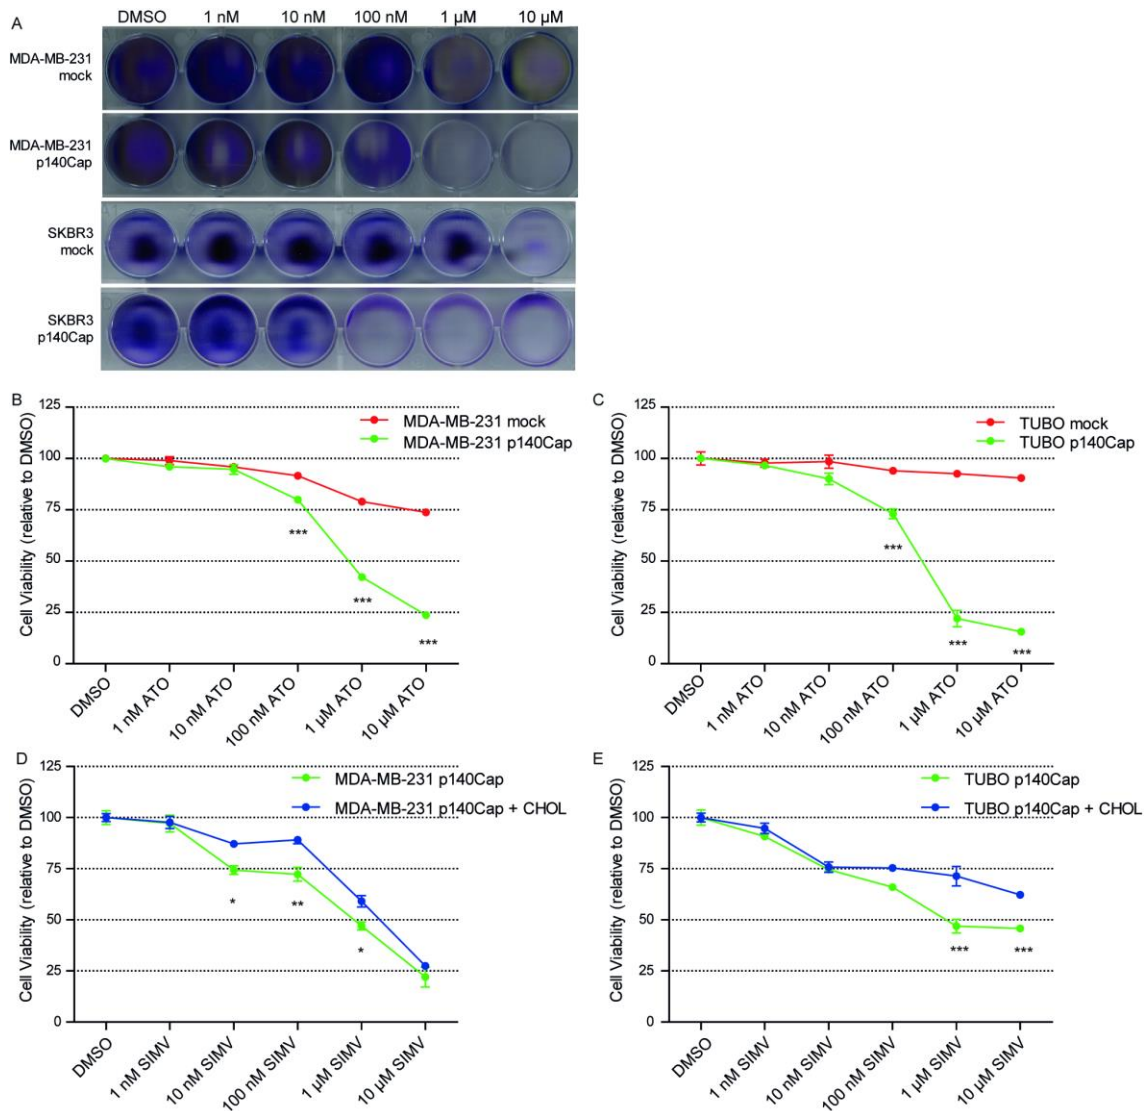 A
DMSO 1 nM 10 nM 100 nM 1 µM 10 µM
MDA-MB-231
mock
MDA-MB-231
p140Cap
SKBR3
mock
SKBR3
p140Cap
B
Cell Viability (relative to DMSO)
125
100
75
50
25
0
MDA-MB-231 mock
MDA-MB-231 p140Cap
***
***
***
DMSO
1 nM ATO
10 nM ATO
100 nM ATO
1 µM ATO
10 µM ATO
C
Cell Viability (relative to DMSO)
125
100
75
50
25
0
TUBO mock
TUBO p140Cap
***
***
***
DMSO
1 nM ATO
10 nM ATO
100 nM ATO
1 µM ATO
10 µM ATO
D
Cell Viability (relative to DMSO)
125
100
75
50
25
0
MDA-MB-231 p140Cap
MDA-MB-231 p140Cap + CHOL
*
**
*
DMSO
1 nM SIMV
10 nM SIMV
100 nM SIMV
1 µM SIMV
10 µM SIMV
E
Cell Viability (relative to DMSO)
125
100
75
50
25
0
TUBO p140Cap
TUBO p140Cap + CHOL
***
***
DMSO
1 nM SIMV
10 nM SIMV
100 nM SIMV
1 µM SIMV
10 µM SIMV